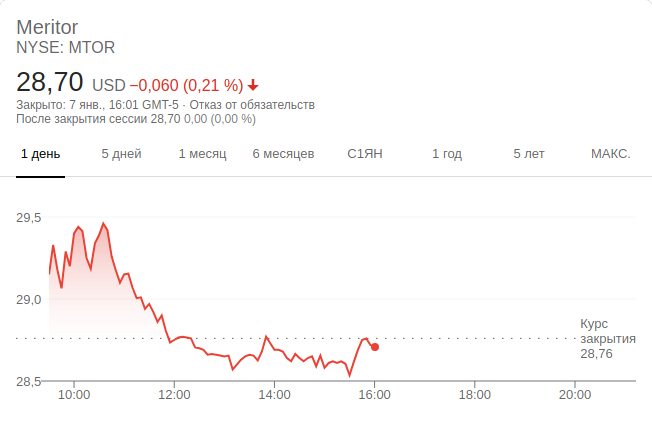 Meritor
NYSE: MTOR
28,70 USD −0,060 (0,21 %)
Закрыто: 7 янв., 16:01 GMT-5 · Отказ от обязательств
После закрытия сессии 28,70 0,00 (0,00 %)
1 день 5 дней 1 месяц 6 месяцев С1ЯН 1 год 5 лет МАКС.
29,5
29,0
Курс
закрытия
28,76
28,5
10:00 12:00 14:00 16:00 18:00 20:00